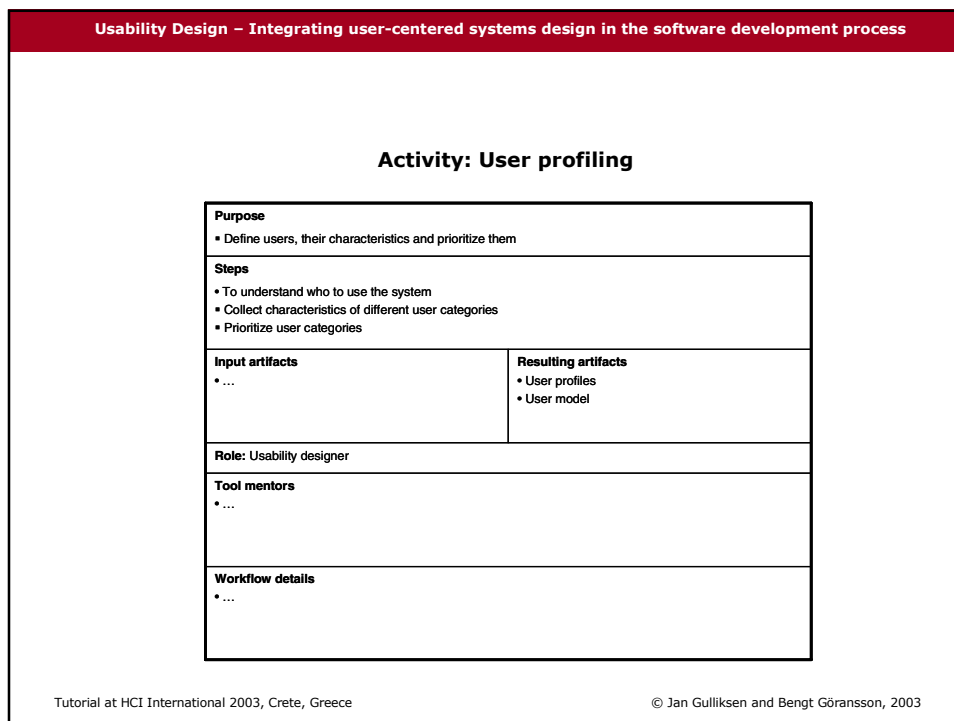 Usability Design – Integrating user-centered systems design in the software development process
Activity: User profiling
Purpose
▪ Define users, their characteristics and prioritize them
Steps
• To understand who to use the system
▪ Collect characteristics of different user categories
▪ Prioritize user categories
Input artifacts
• …
Resulting artifacts
• User profiles
• User model
Role: Usability designer
Tool mentors
• …
Workflow details
• …
Tutorial at HCI International 2003, Crete, Greece
© Jan Gulliksen and Bengt Göransson, 2003